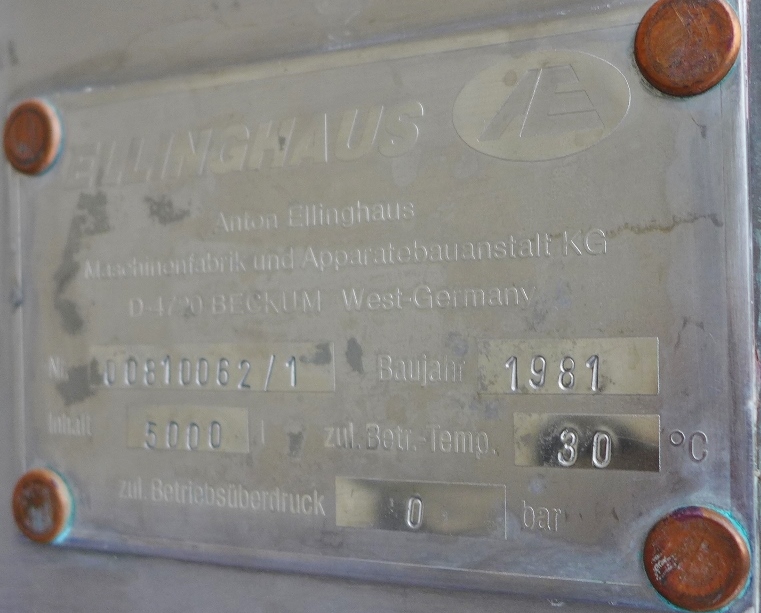 ELLINGHAUS AE
Anton Ellinghaus
Maschinenfabrik und Apparatebauanstalt KG
D-4720 BECKUM West-Germany
Nr. 00810062/1 Baujahr 1981
Inhalt 5000 l zul. Betr.-Temp. 30 °C
zul. Betriebsüberdruck 0 bar